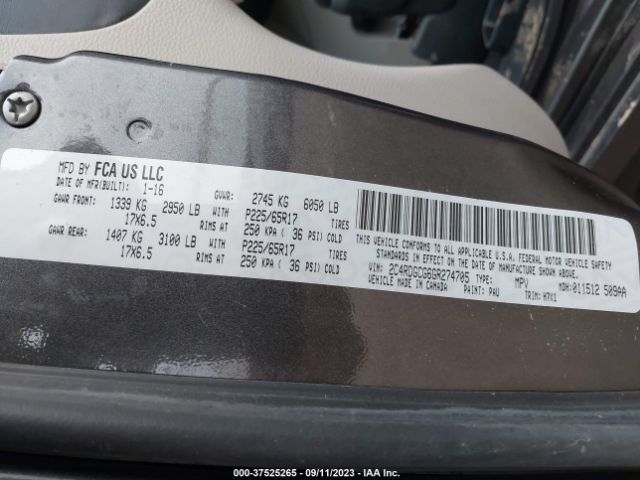 MFD BY FCA US LLC
DATE OF MFR(BUILT): 1-16 GVWR: 2745 KG 6050 LB
GAWR FRONT: 1339 KG 2950 LB WITH P225/65R17 TIRES
17X6.5 RIMS AT 250 KPA ( 36 PSI) COLD
GAWR REAR: 1407 KG 3100 LB WITH P225/65R17 TIRES
17X6.5 RIMS AT 250 KPA ( 36 PSI) COLD
THIS VEHICLE CONFORMS TO ALL APPLICABLE U.S.A. FEDERAL MOTOR VEHICLE SAFETY
STANDARDS IN EFFECT ON THE DATE OF MANUFACTURE SHOWN ABOVE.
VIN: 2C4RDGCG6GR274705 TYPE: MPV MDH: 011512 509AA
VEHICLE MADE IN CANADA PAINT: PAU TRIM: H7X1
000-37525265 - 09/11/2023 - IAA Inc.